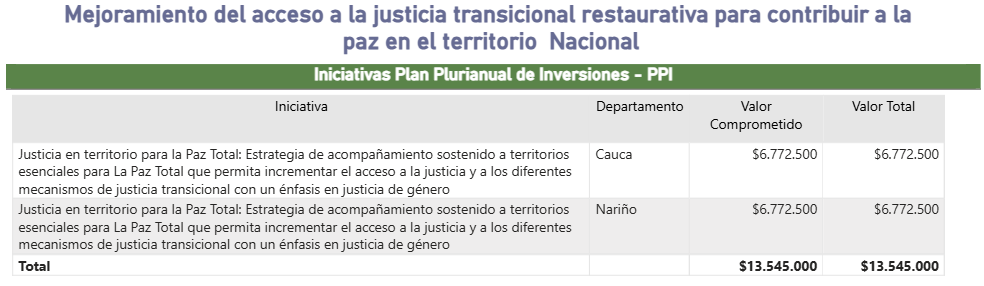 Mejoramiento del acceso a la justicia transicional restaurativa para contribuir a la
paz en el territorio Nacional
Iniciativas Plan Plurianual de Inversiones - PPI
Iniciativa Departamento Valor Comprometido Valor Total
Justicia en territorio para la Paz Total: Estrategia de acompañamiento sostenido a territorios Cauca $6.772.500 $6.772.500
esenciales para La Paz Total que permita incrementar el acceso a la justicia y a los diferentes
mecanismos de justicia transicional con un énfasis en justicia de género
Justicia en territorio para la Paz Total: Estrategia de acompañamiento sostenido a territorios Nariño $6.772.500 $6.772.500
esenciales para La Paz Total que permita incrementar el acceso a la justicia y a los diferentes
mecanismos de justicia transicional con un énfasis en justicia de género
Total $13.545.000 $13.545.000